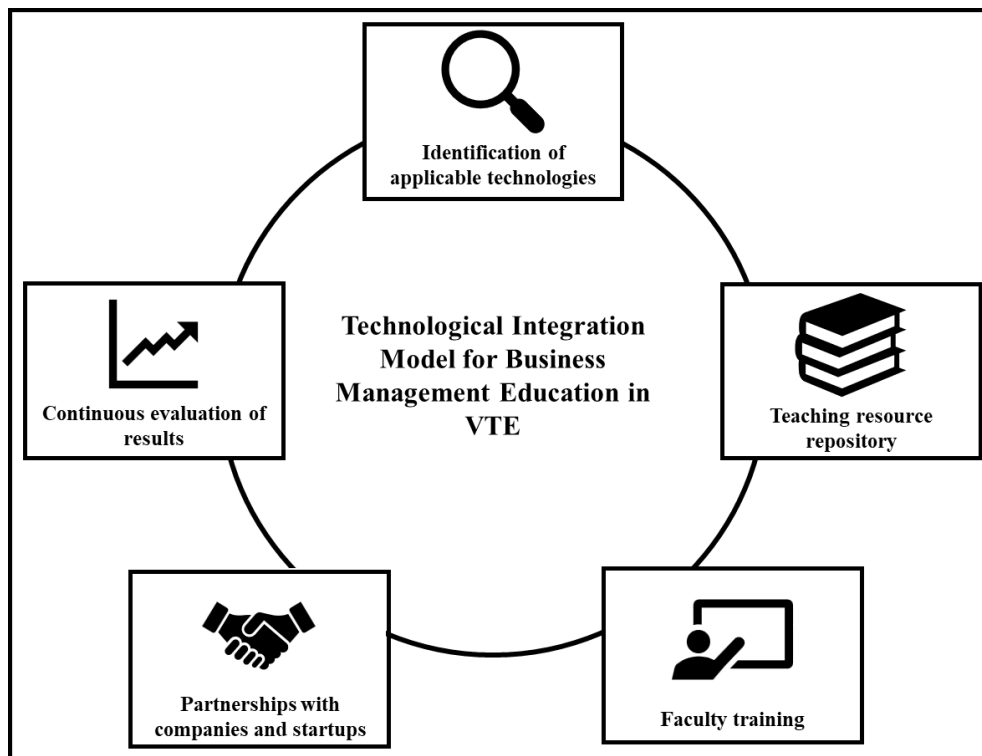 Identification of
applicable technologies
Technological Integration
Model for Business
Management Education in
VTE
Continuous evaluation of
results
Teaching resource
repository
Partnerships with
companies and startups
Faculty training